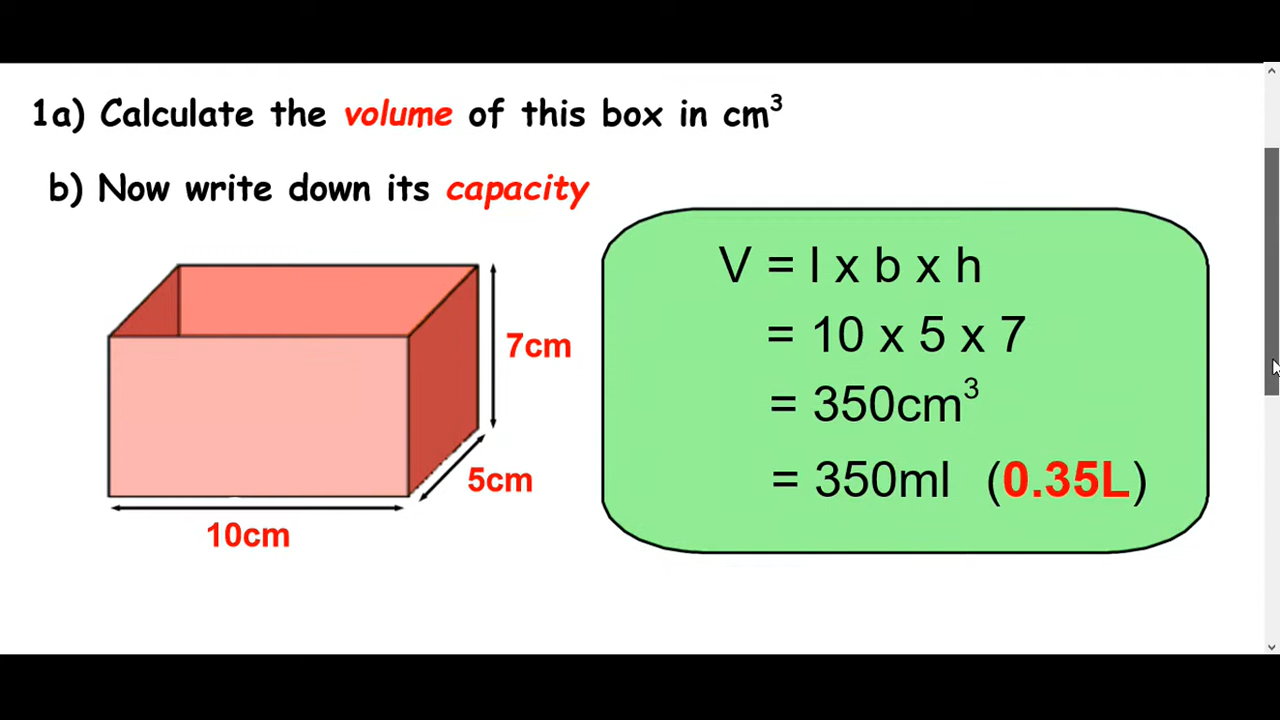 1a) Calculate the volume of this box in cm³
b) Now write down its capacity
V = l x b x h
= 10 x 5 x 7
= 350cm³
= 350ml (0.35L)
7cm
5cm
10cm